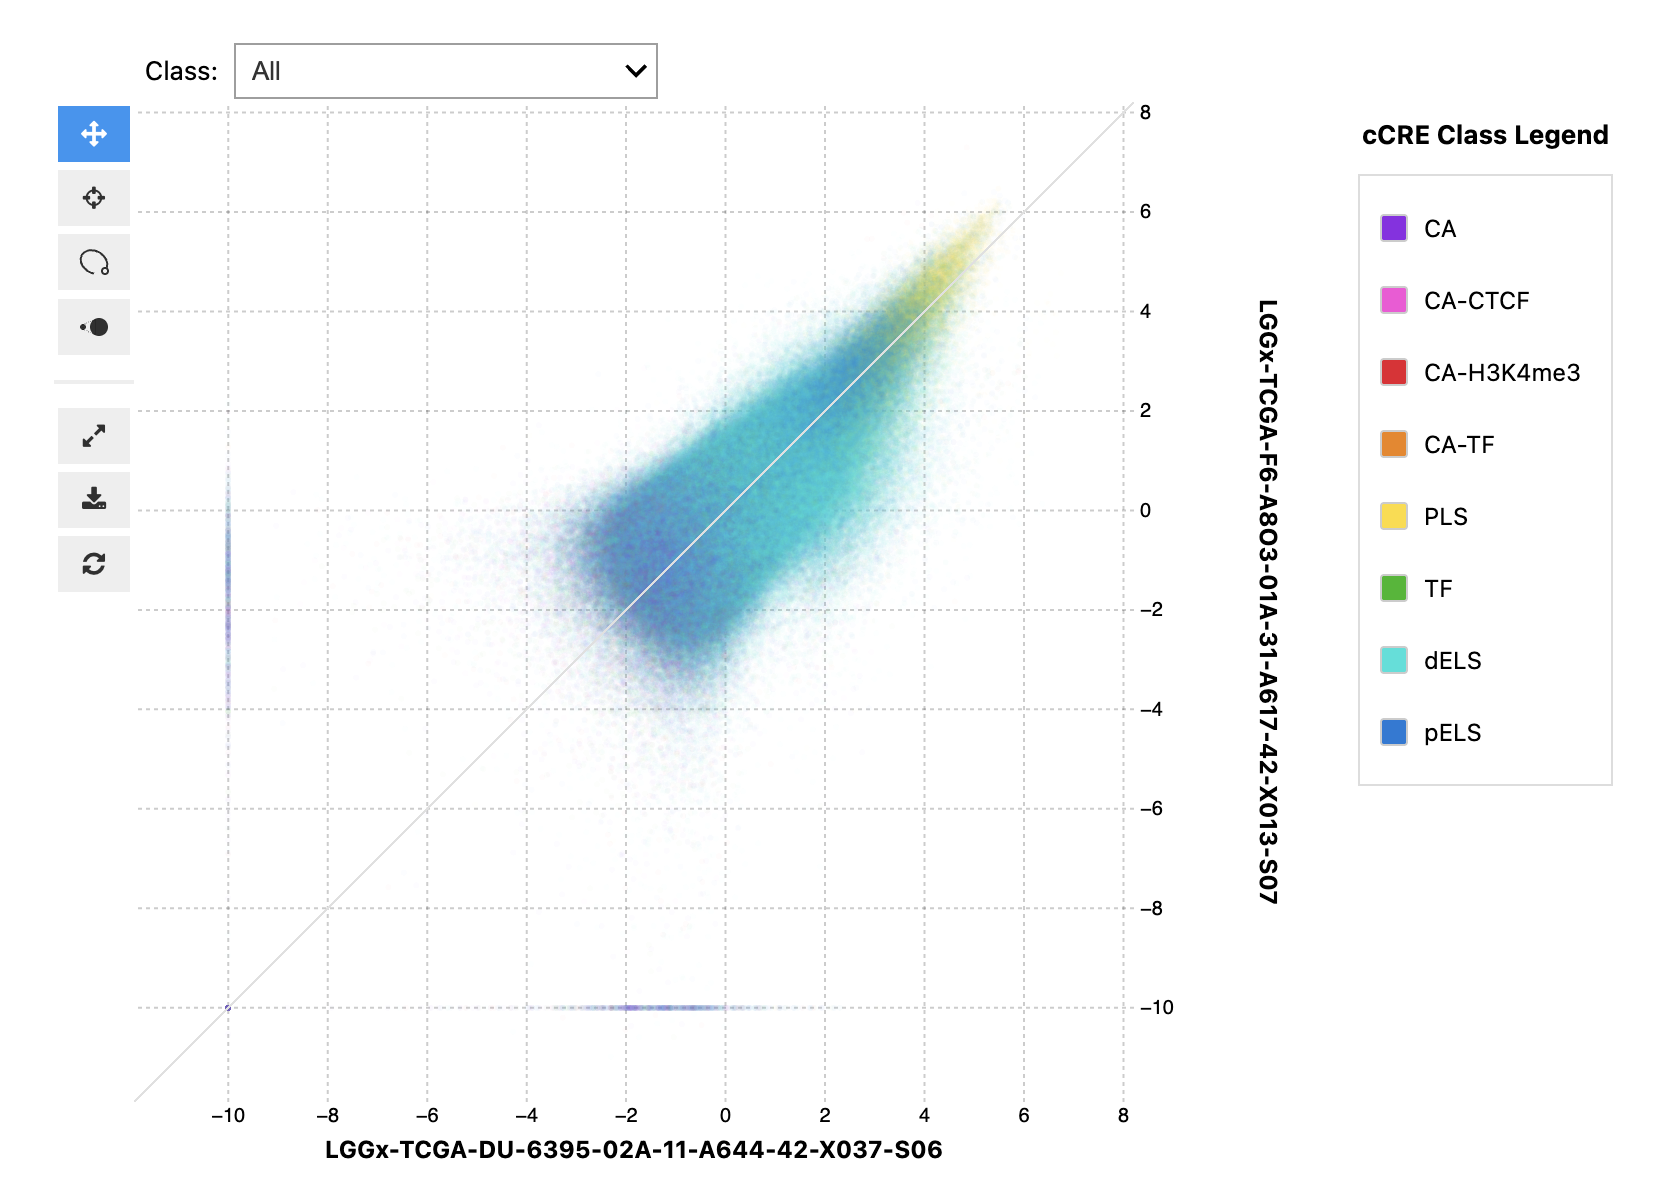 Class: All
8
6
4
2
0
−2
−4
−6
−8
−10
−10 −8 −6 −4 −2 0 2 4 6 8
LGGx-TCGA-DU-6395-02A-11-A644-42-X037-S06
LGGx-TCGA-F6-A8O3-01A-31-A617-42-X013-S07
cCRE Class Legend
CA
CA-CTCF
CA-H3K4me3
CA-TF
PLS
TF
dELS
pELS